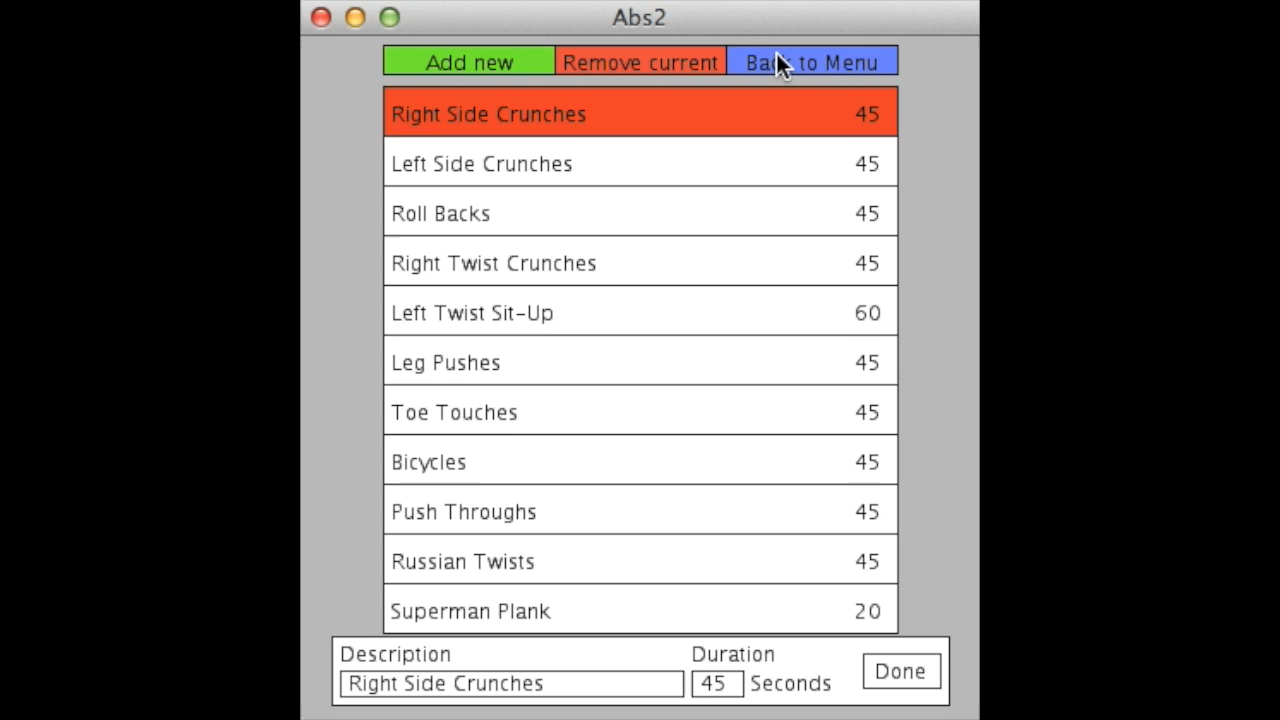 Abs2
Add new Remove current Back to Menu
Right Side Crunches 45
Left Side Crunches 45
Roll Backs 45
Right Twist Crunches 45
Left Twist Sit-Up 60
Leg Pushes 45
Toe Touches 45
Bicycles 45
Push Throughs 45
Russian Twists 45
Superman Plank 20
Description Duration
Right Side Crunches 45 Seconds Done